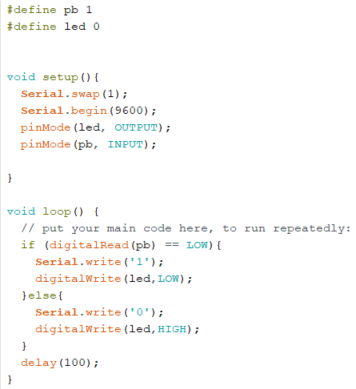 #define pb 1
#define led 0
void setup(){
Serial.swap(1);
Serial.begin(9600);
pinMode(led, OUTPUT);
pinMode(pb, INPUT);
}
void loop() {
// put your main code here, to run repeatedly:
if (digitalRead(pb) == LOW){
Serial.write('1');
digitalWrite(led,LOW);
}else{
Serial.write('0');
digitalWrite(led,HIGH);
}
delay(100);
}